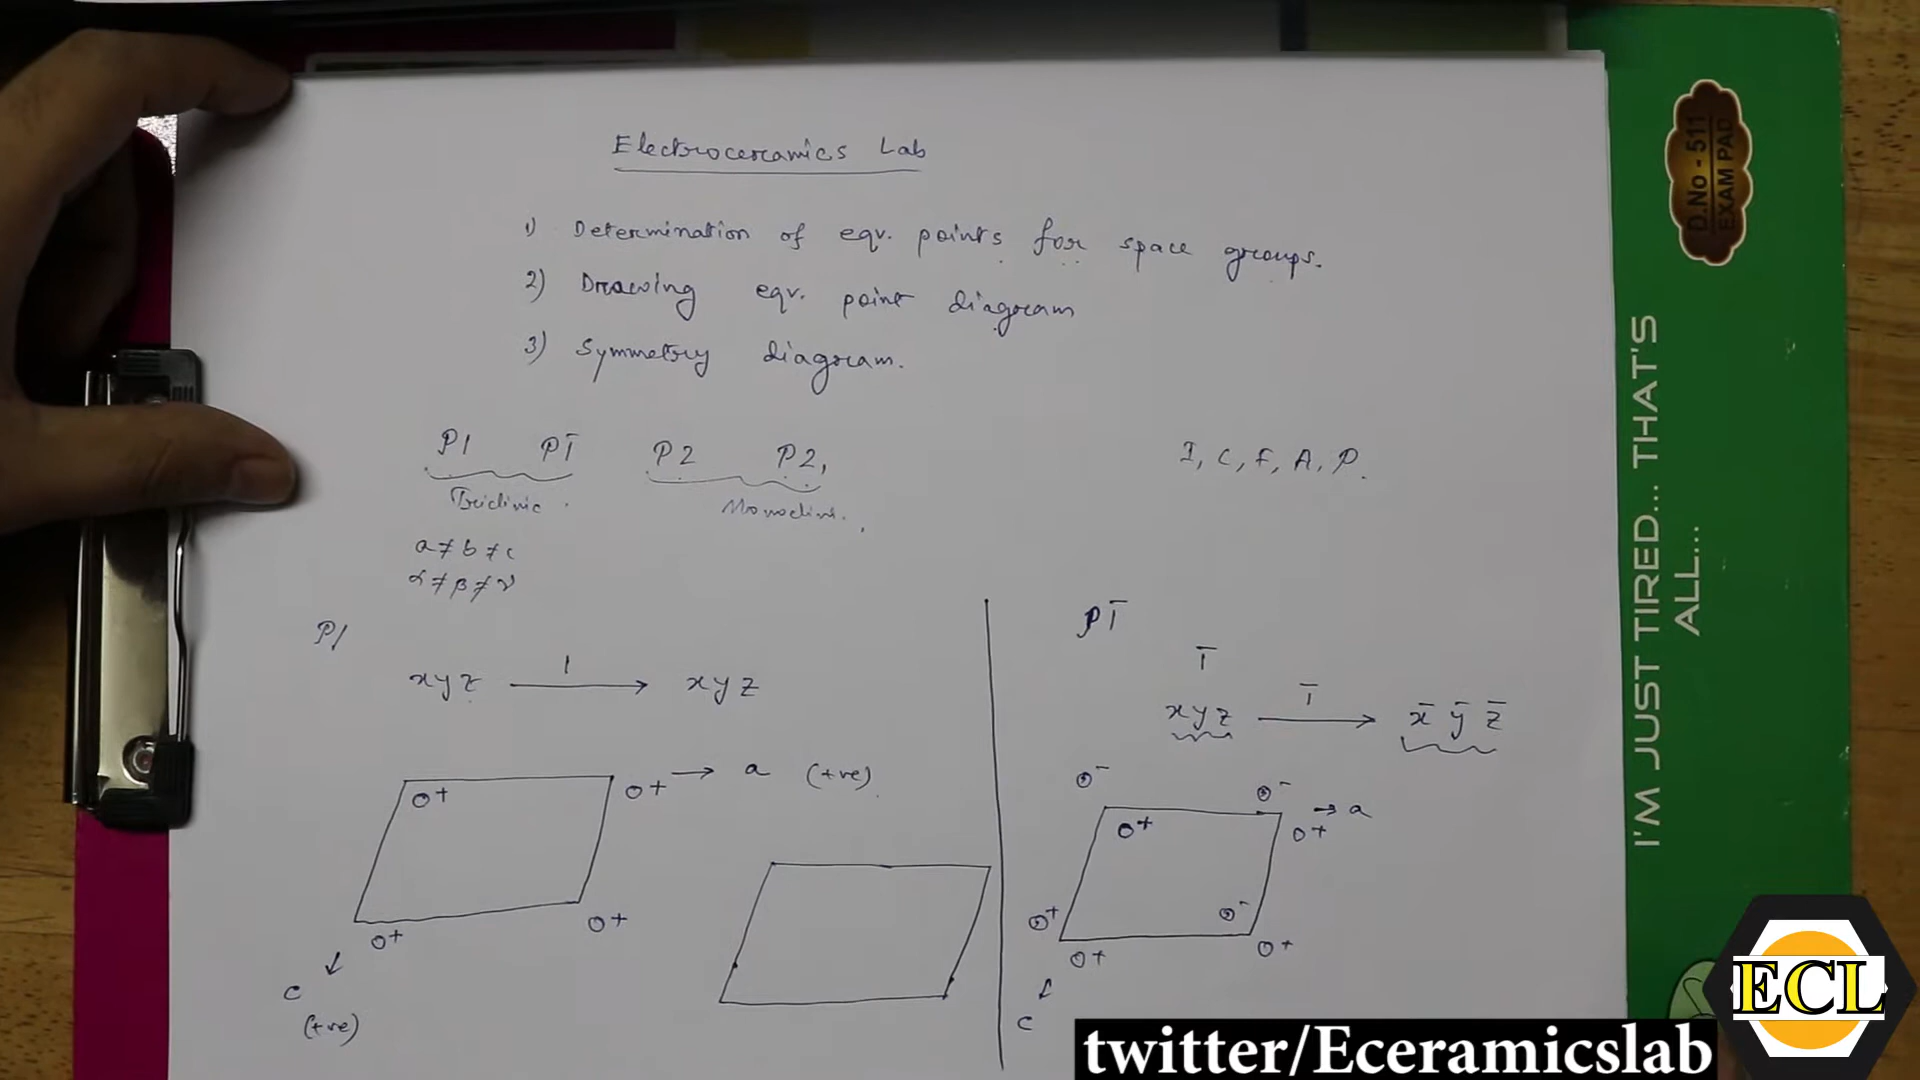 Electroceramics Lab
1) Determination of eqv. points for space groups.
2) Drawing eqv. point diagram
3) Symmetry diagram.
P1 P1̅ P2 P2₁
I, C, F, A, P.
Triclinic. Monoclini.
a ≠ b ≠ c
α ≠ β ≠ γ
P1
xyz 1 → xyz
o+ o+ → a (+ve)
o+ o+
c
(+ve)
P1̅
1̅
xyz 1̅ → x̅ y̅ z̅
o- o-
o+ o+ → a
o+ o-
o+ o+
c
D.No - 511
EXAM PAD
I'M JUST TIRED... THAT'S
ALL...
ECL
twitter/Eceramicslab